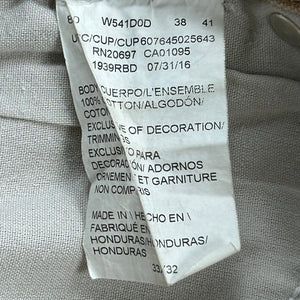 BO W541D0D 38 41
UTC/CUP/CUP607645025643
RN20697 CA01095
1939RBD 07/31/16
BODY CUERPO/L'ENSEMBLE
100% COTTON/ALGODÓN/
COTON
EXCLUSIVE OF DECORATION/
TRIMMINGS
EXCLUSIVO PARA
DECORACIÓN/ ADORNOS
ORNEMENT ET GARNITURE
NON COMPRIS
MADE IN \ HECHO EN \
FABRIQUÉ EN \
HONDURAS/HONDURAS/
HONDURAS
33/32